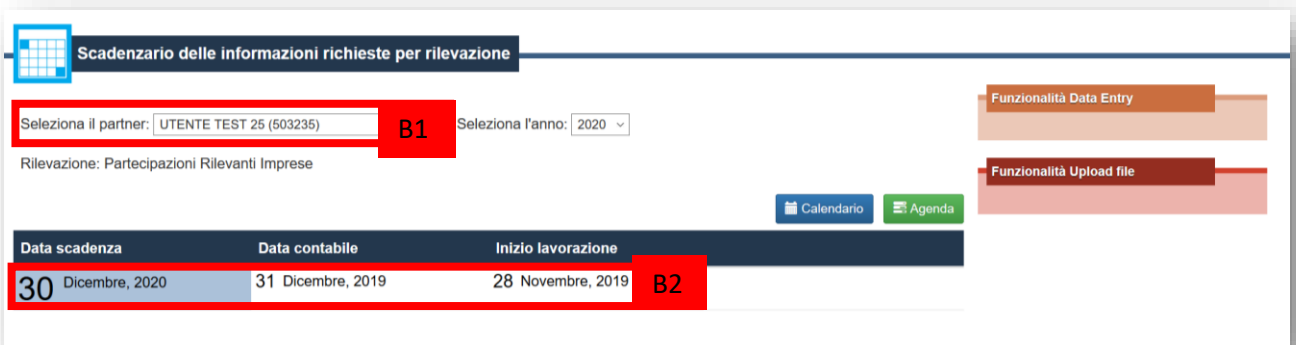 Scadenzario delle informazioni richieste per rilevazione
Seleziona il partner: UTENTE TEST 25 (503235) B1 Seleziona l'anno: 2020
Rilevazione: Partecipazioni Rilevanti Imprese
Calendario Agenda
Data scadenza Data contabile Inizio lavorazione
30 Dicembre, 2020 31 Dicembre, 2019 28 Novembre, 2019 B2
Funzionalità Data Entry
Funzionalità Upload file